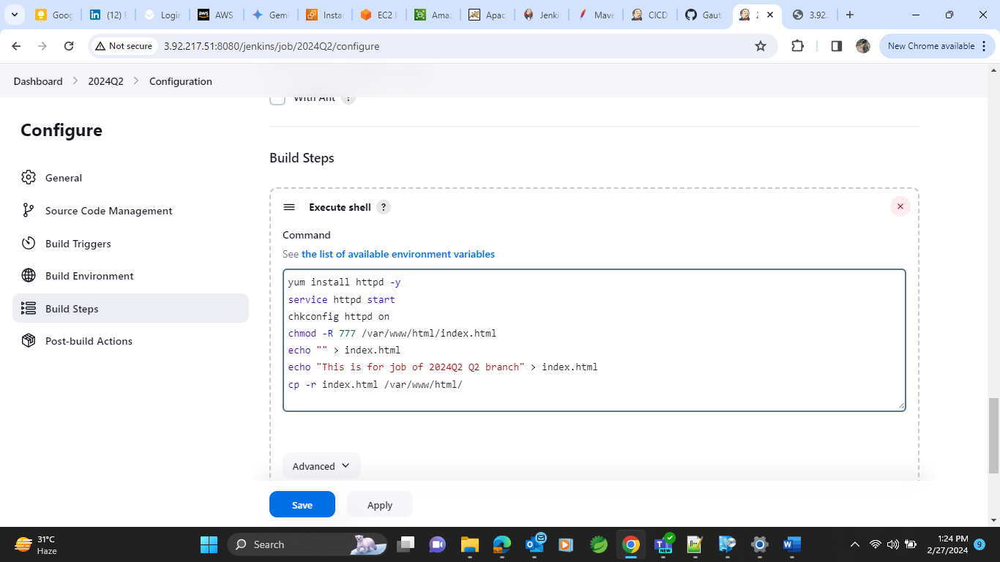 Goog
(12) F
Login
AWS
Gemi
Insta
EC2 I
Amaz
Apac
Jenki
Mave
CICD
Gaut
2
3.92.
Not secure
3.92.217.51:8080/jenkins/job/2024Q2/configure
New Chrome available
Dashboard > 2024Q2 > Configuration
With Ant ?
Configure
General
Source Code Management
Build Triggers
Build Environment
Build Steps
Post-build Actions
Build Steps
Execute shell ?
Command
See the list of available environment variables
yum install httpd -y
service httpd start
chkconfig httpd on
chmod -R 777 /var/www/html/index.html
echo "" > index.html
echo "This is for job of 2024Q2 Q2 branch" > index.html
cp -r index.html /var/www/html/
Advanced
Save
Apply
31°C
Haze
Search
NEW
1:24 PM
2/27/2024
9